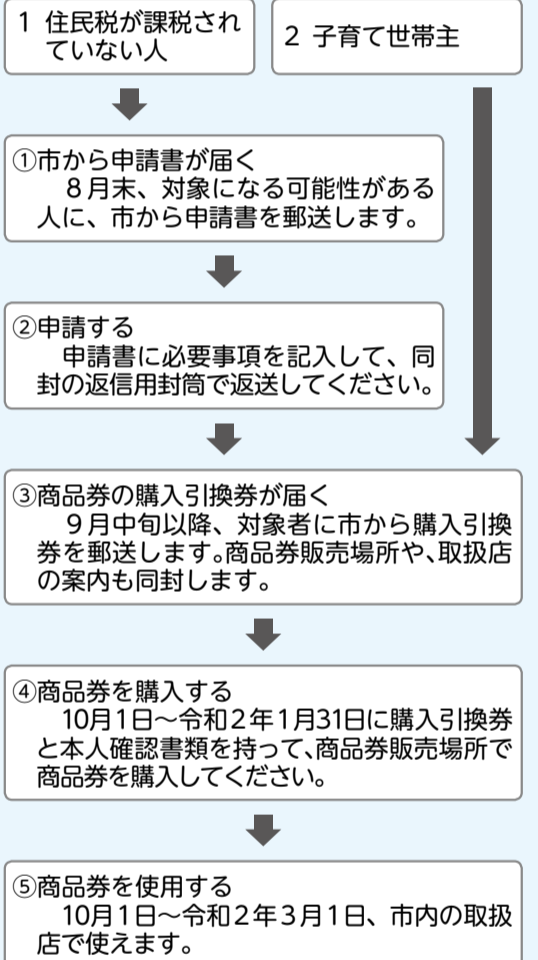 1 住民税が課税され
ていない人
2 子育て世帯主
①市から申請書が届く
8月末、対象になる可能性がある
人に、市から申請書を郵送します。
②申請する
申請書に必要事項を記入して、同
封の返信用封筒で返送してください。
③商品券の購入引換券が届く
9月中旬以降、対象者に市から購入引換
券を郵送します。商品券販売場所や、取扱店
の案内も同封します。
④商品券を購入する
10月1日～令和2年1月31日に購入引換券
と本人確認書類を持って、商品券販売場所で
商品券を購入してください。
⑤商品券を使用する
10月1日～令和2年3月1日、市内の取扱
店で使えます。